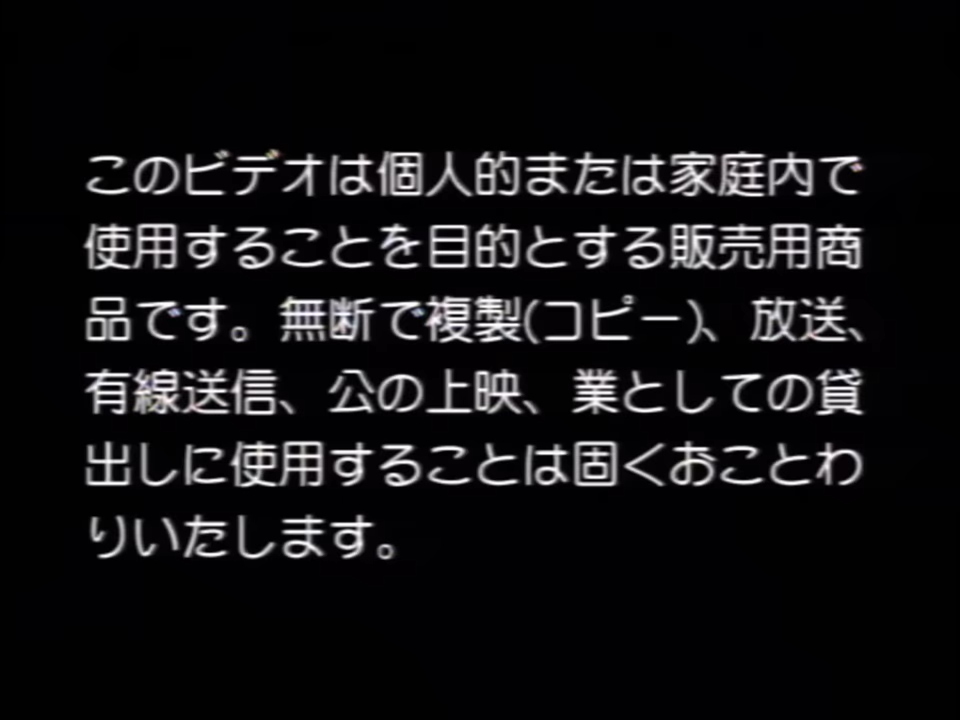 このビデオは個人的または家庭内で
使用することを目的とする販売用商
品です。無断で複製(コピー)、放送、
有線送信、公の上映、業としての貸
出しに使用することは固くおことわ
りいたします。